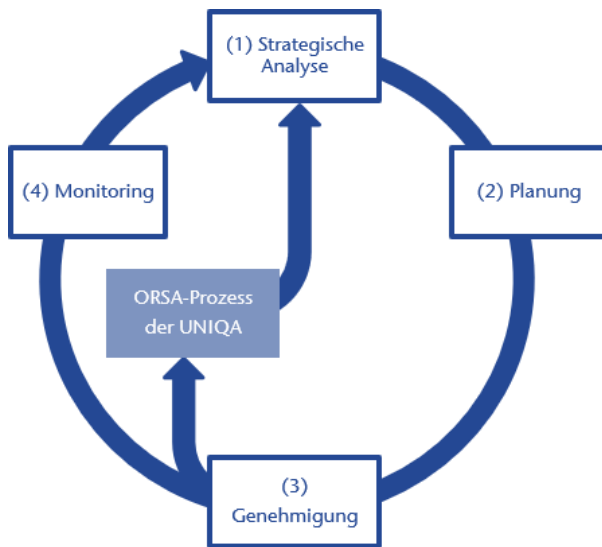 (1) Strategische
Analyse
(4) Monitoring
(2) Planung
ORSA-Prozess
der UNIQA
(3)
Genehmigung